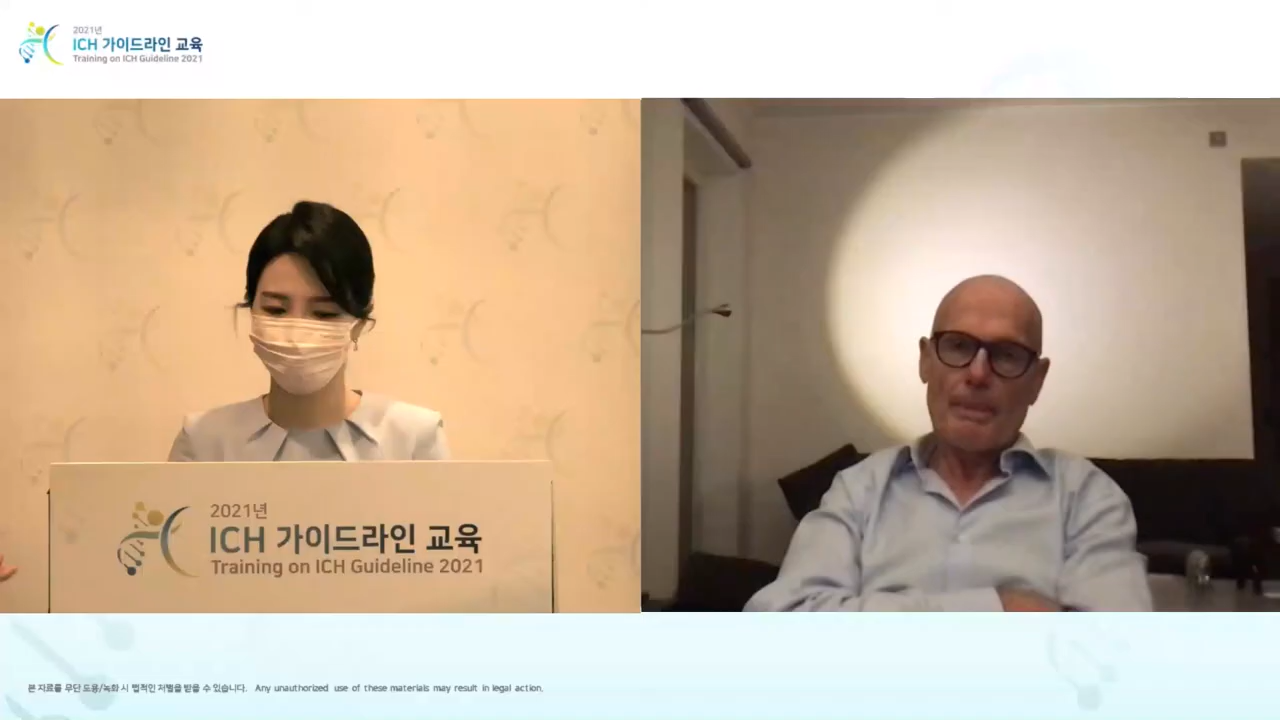 2021년
ICH 가이드라인 교육
Training on ICH Guideline 2021
2021년
ICH 가이드라인 교육
Training on ICH Guideline 2021
본 자료를 무단 도용/녹화 시 법적인 처벌을 받을 수 있습니다. Any unauthorized use of these materials may result in legal action.